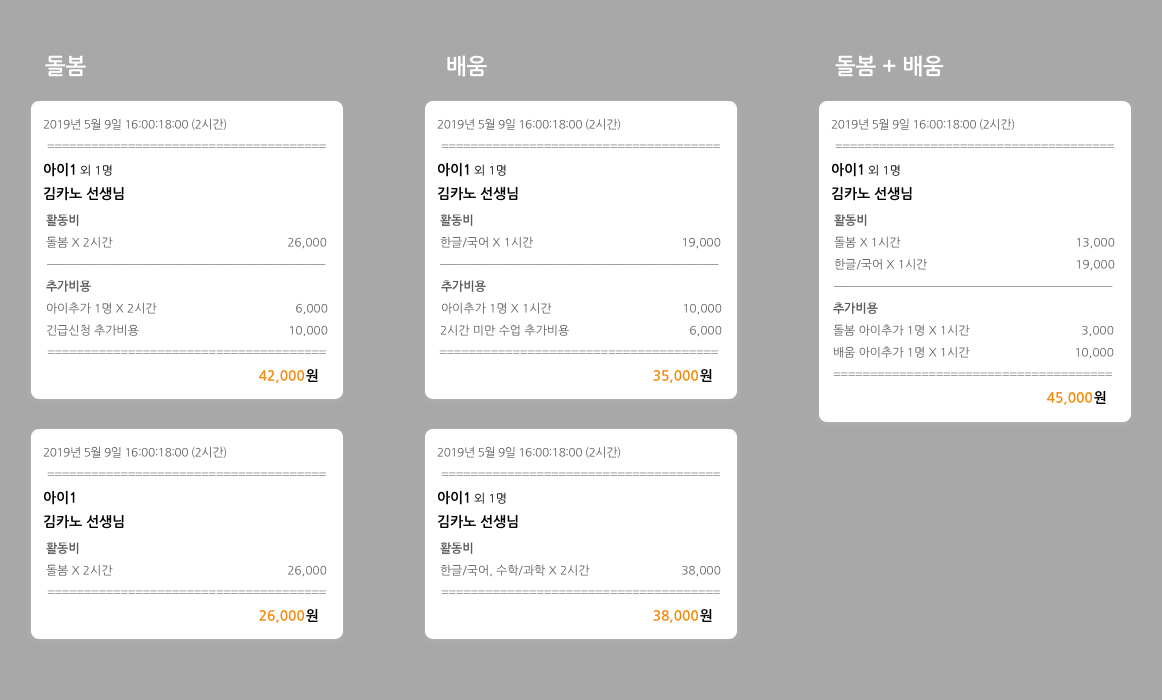 돌봄
2019년 5월 9일 16:00:18:00 (2시간)
======================================
아이1 외 1명
김카노 선생님
활동비
돌봄 X 2시간 26,000
추가비용
아이추가 1명 X 2시간 6,000
긴급신청 추가비용 10,000
======================================
42,000원
2019년 5월 9일 16:00:18:00 (2시간)
======================================
아이1
김카노 선생님
활동비
돌봄 X 2시간 26,000
======================================
26,000원
배움
2019년 5월 9일 16:00:18:00 (2시간)
======================================
아이1 외 1명
김카노 선생님
활동비
한글/국어 X 1시간 19,000
추가비용
아이추가 1명 X 1시간 10,000
2시간 미만 수업 추가비용 6,000
======================================
35,000원
2019년 5월 9일 16:00:18:00 (2시간)
======================================
아이1 외 1명
김카노 선생님
활동비
한글/국어, 수학/과학 X 2시간 38,000
======================================
38,000원
돌봄 + 배움
2019년 5월 9일 16:00:18:00 (2시간)
======================================
아이1 외 1명
김카노 선생님
활동비
돌봄 X 1시간 13,000
한글/국어 X 1시간 19,000
추가비용
돌봄 아이추가 1명 X 1시간 3,000
배움 아이추가 1명 X 1시간 10,000
======================================
45,000원